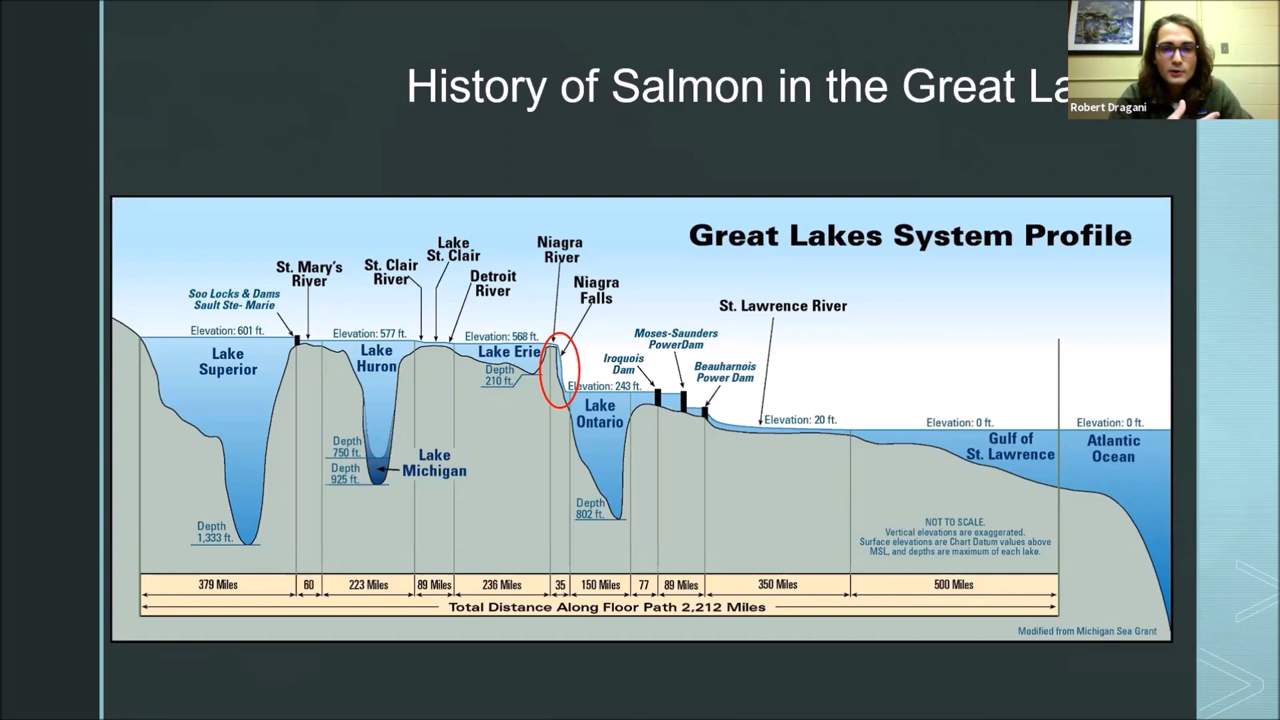 History of Salmon in the Great La
Robert Dragani
Great Lakes System Profile
Niagra
River
Lake
St. Clair
St. Clair
River
St. Mary's
River
Detroit
River
Niagra
Falls
Soo Locks & Dams
Sault Ste- Marie
St. Lawrence River
Moses-Saunders
PowerDam
Iroquois
Dam
Beauharnois
Power Dam
Elevation: 601 ft.
Elevation: 577 ft.
Elevation: 568 ft.
Elevation: 243 ft.
Elevation: 20 ft.
Elevation: 0 ft.
Elevation: 0 ft.
Lake
Superior
Lake
Huron
Lake Erie
Depth
210 ft.
Lake
Ontario
Gulf of
St. Lawrence
Atlantic
Ocean
Depth
750 ft.
Depth
925 ft.
Lake
Michigan
Depth
1,333 ft.
Depth
802 ft.
NOT TO SCALE.
Vertical elevations are exaggerated.
Surface elevations are Chart Datum values above
MSL, and depths are maximum of each lake.
379 Miles
60
223 Miles
89 Miles
236 Miles
35
150 Miles
77
89 Miles
350 Miles
500 Miles
Total Distance Along Floor Path 2,212 Miles
Modified from Michigan Sea Grant